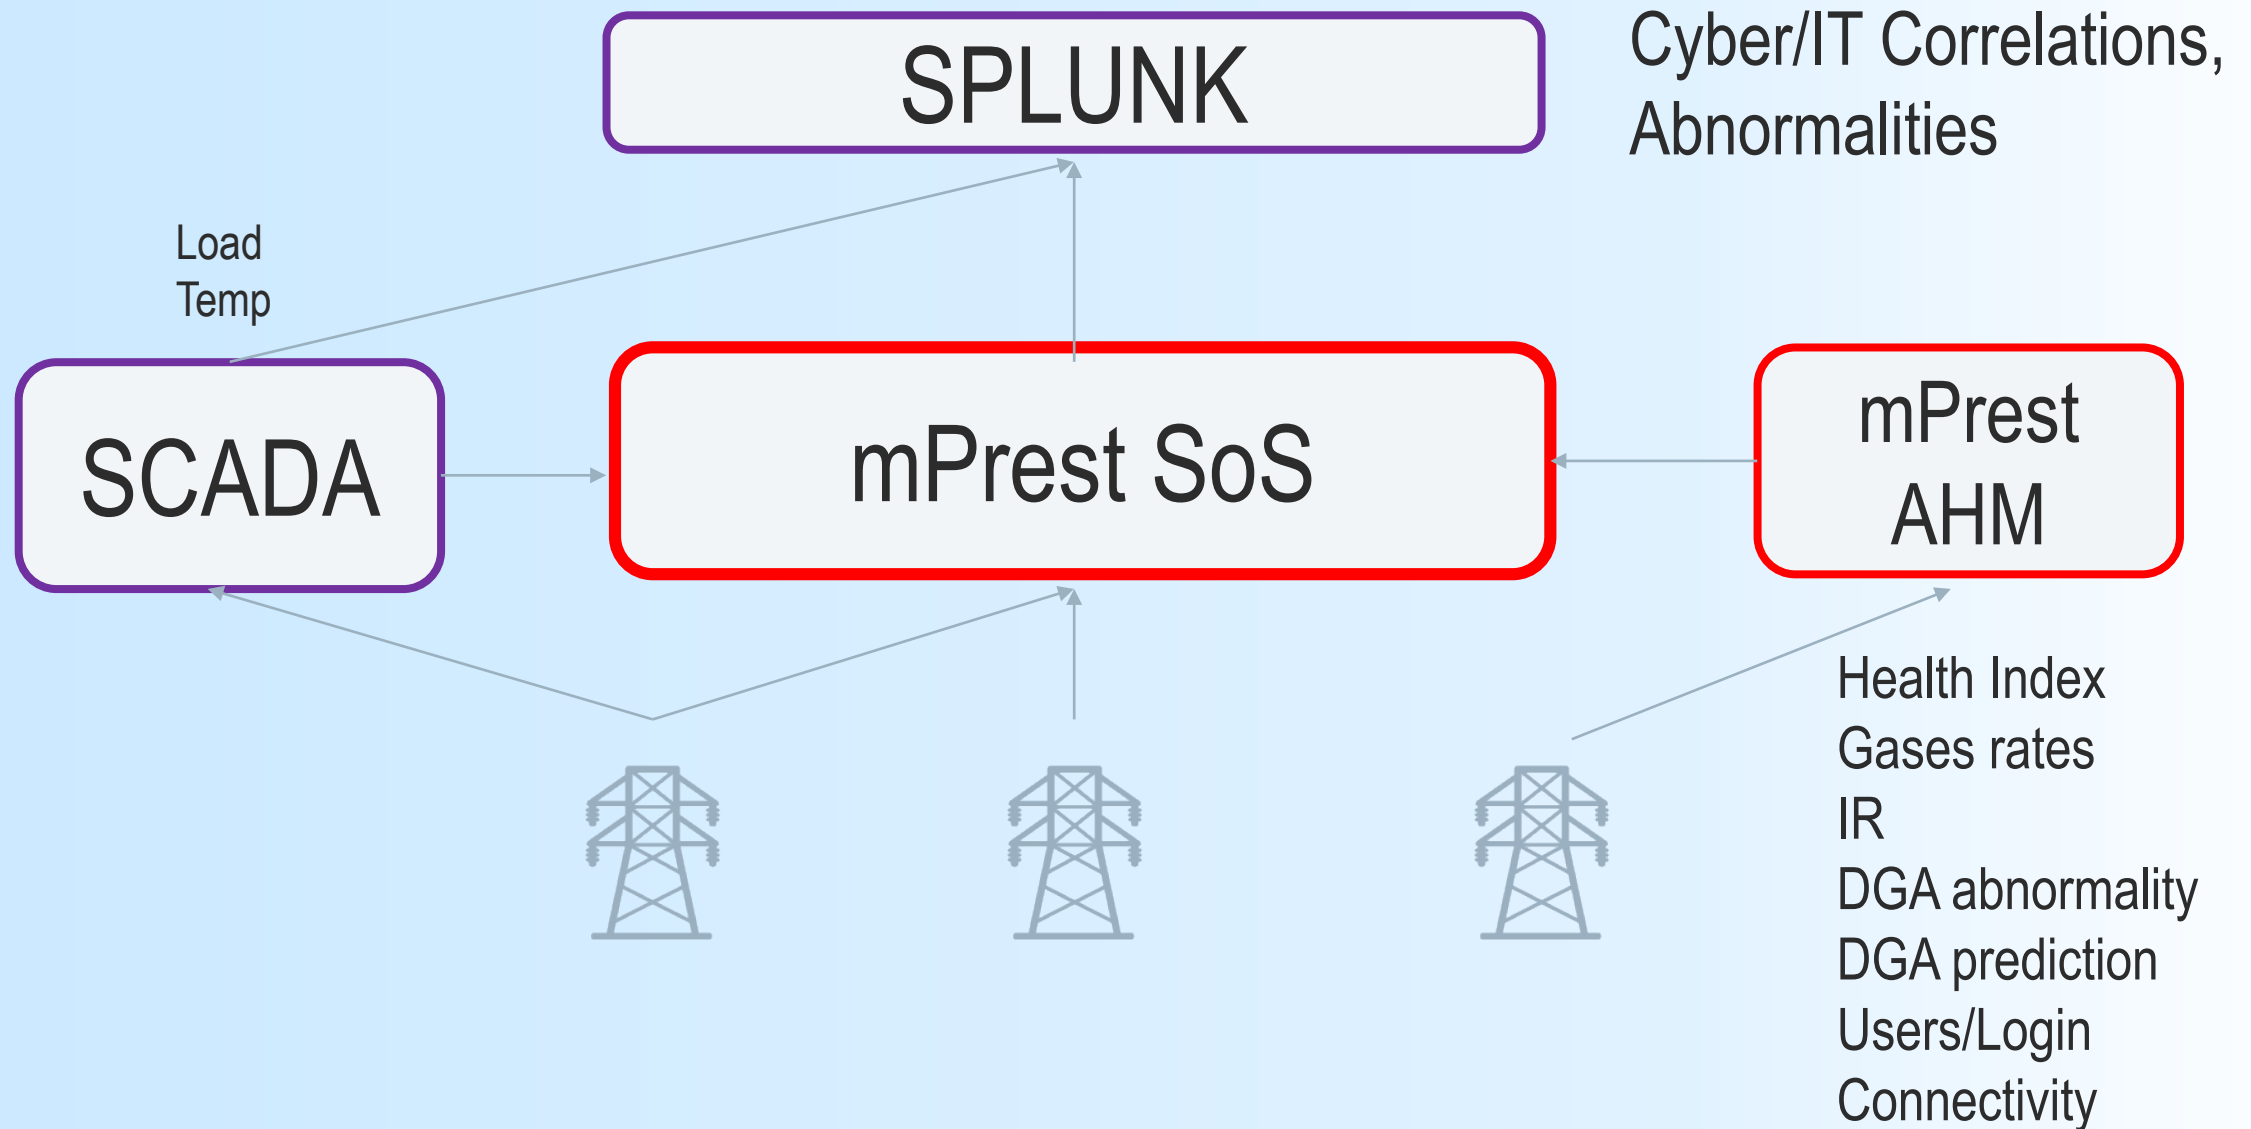 SPLUNK
Cyber/IT Correlations,
Abnormalities
Load
Temp
SCADA
mPrest SoS
mPrest
AHM
Health Index
Gases rates
IR
DGA abnormality
DGA prediction
Users/Login
Connectivity